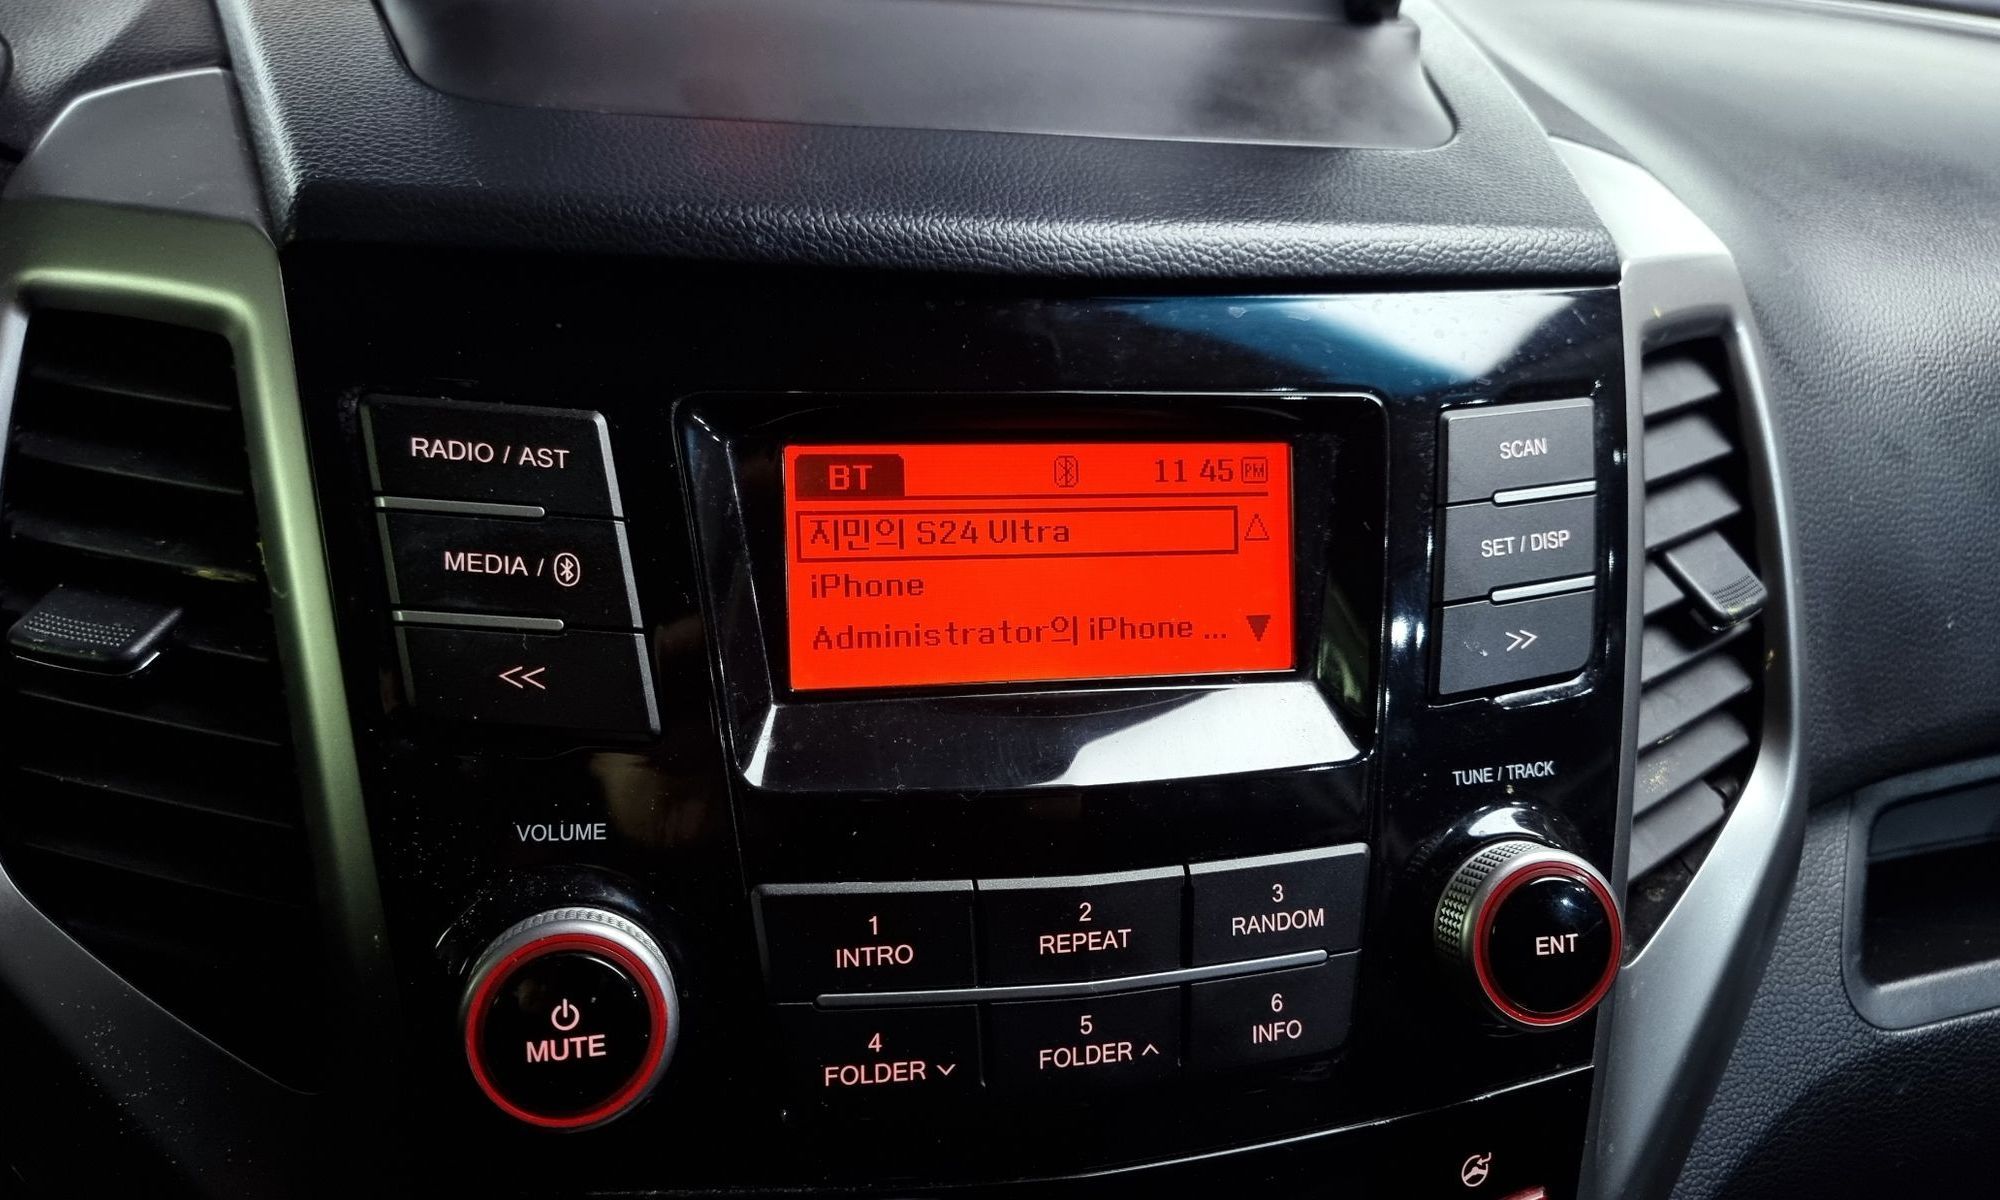 RADIO / AST
MEDIA /
<<
BT 11 45 PM
지민의 S24 Ultra
iPhone
Administrator의 iPhone ...
SCAN
SET / DISP
>>
VOLUME
MUTE
TUNE / TRACK
ENT
1
INTRO
2
REPEAT
3
RANDOM
4
FOLDER
5
FOLDER
6
INFO